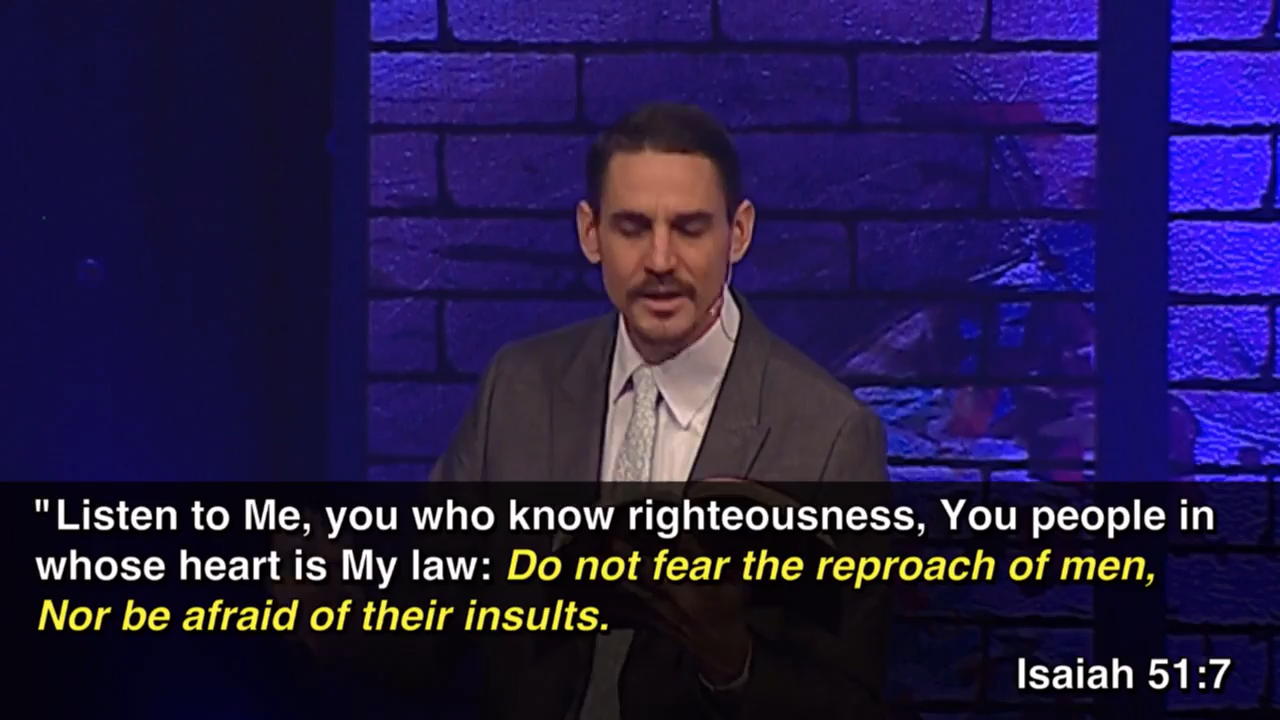 "Listen to Me, you who know righteousness, You people in
whose heart is My law: Do not fear the reproach of men,
Nor be afraid of their insults.
Isaiah 51:7